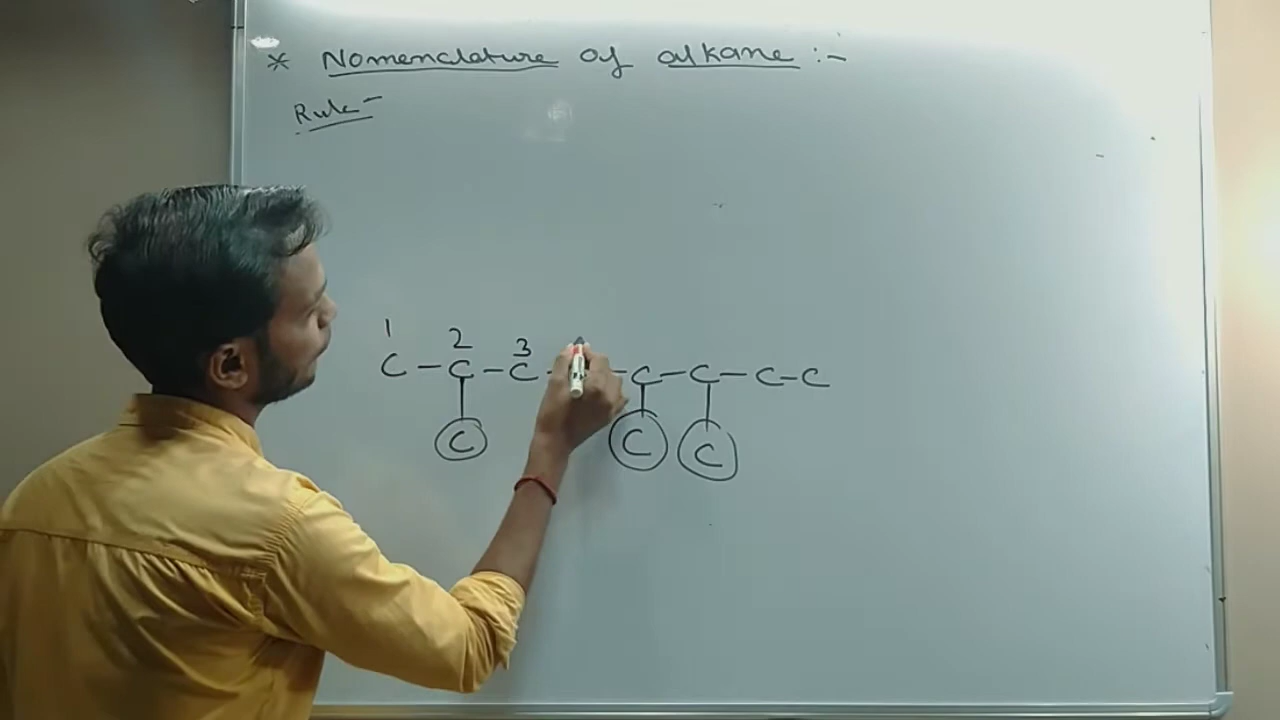 * Nomenclature of alkane :-
Rule-
1 2 3
C - C - C - - C - C - C - C
C C C